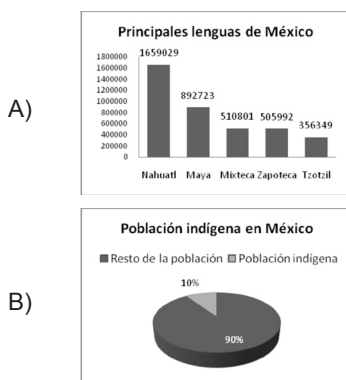 A)
Principales lenguas de México
1800000
1600000
1400000
1200000
1000000
800000
600000
400000
200000
0
1659029
892723
510801
505992
356349
Nahuatl Maya Mixteca Zapoteca Tzotzil
B)
Población indígena en México
Resto de la población Población indígena
10%
90%